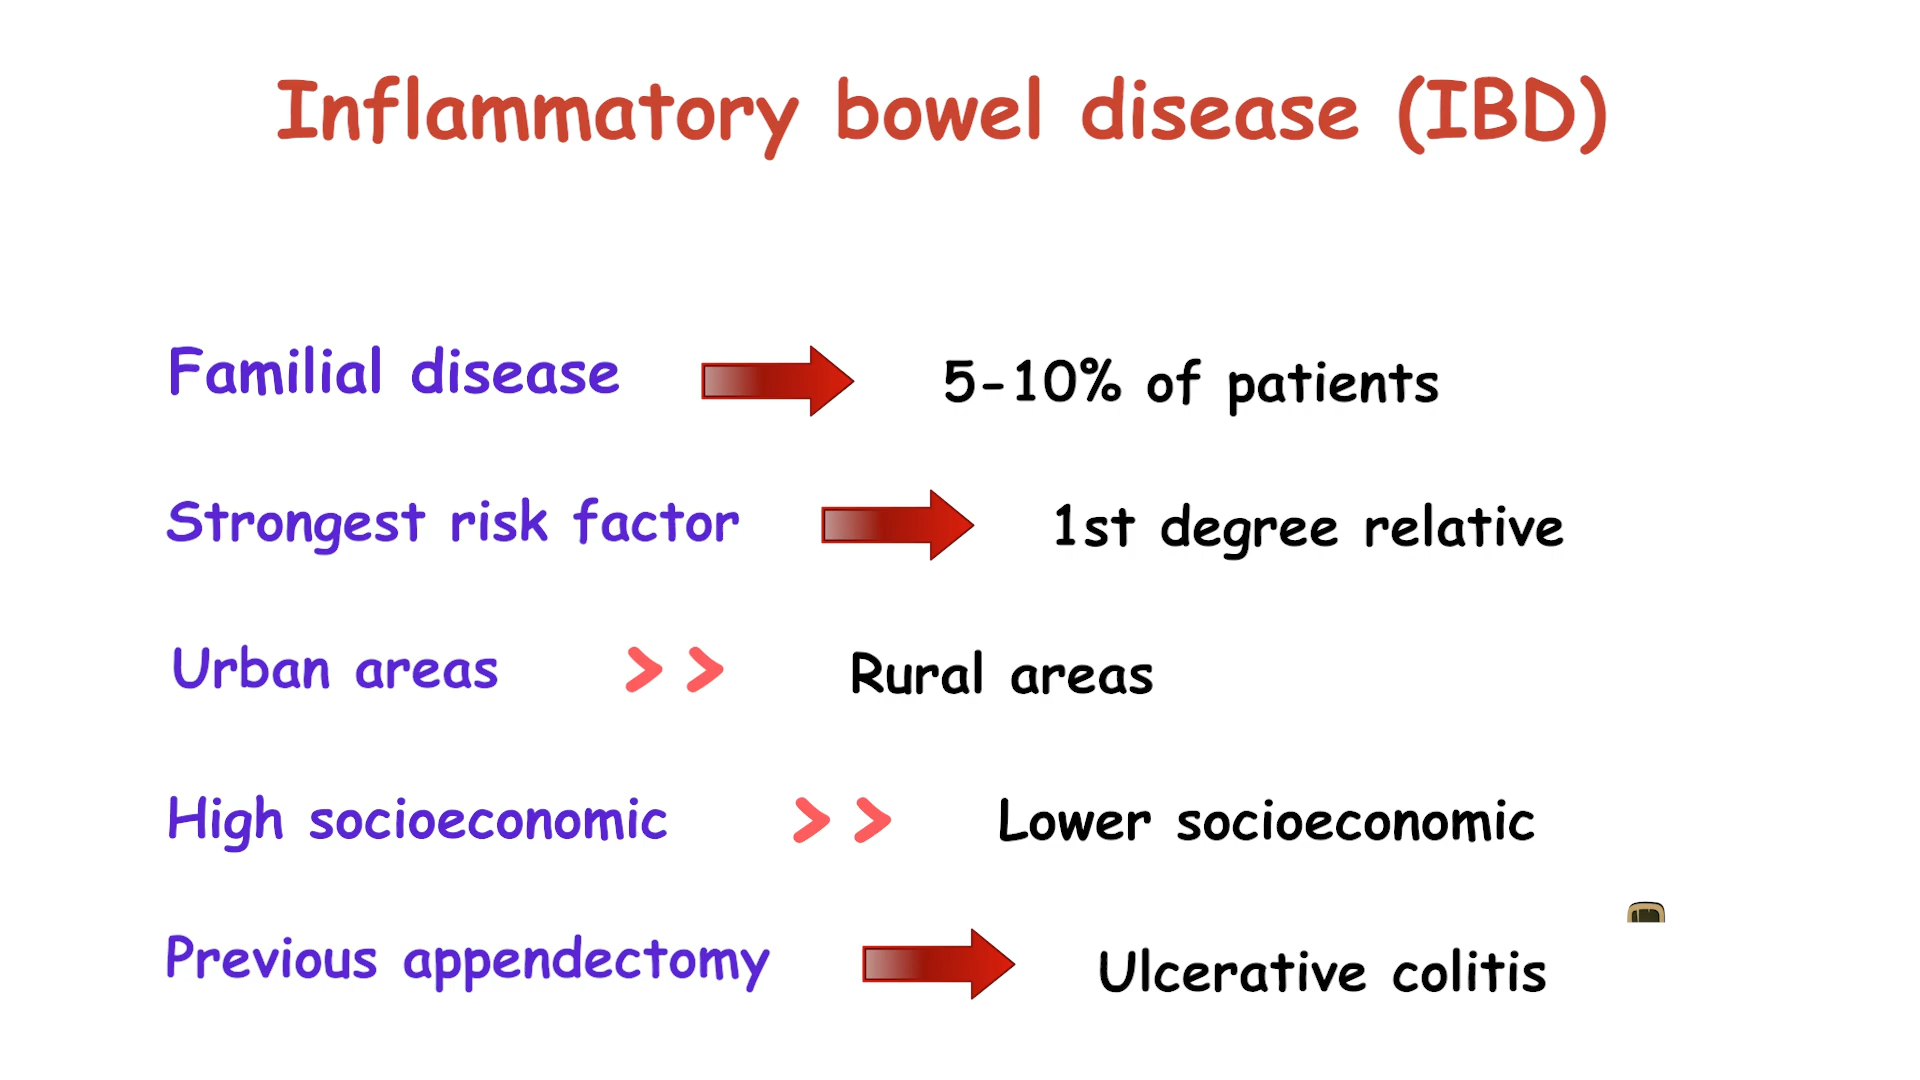 Inflammatory bowel disease (IBD)
Familial disease 5-10% of patients
Strongest risk factor 1st degree relative
Urban areas >> Rural areas
High socioeconomic >> Lower socioeconomic
Previous appendectomy Ulcerative colitis